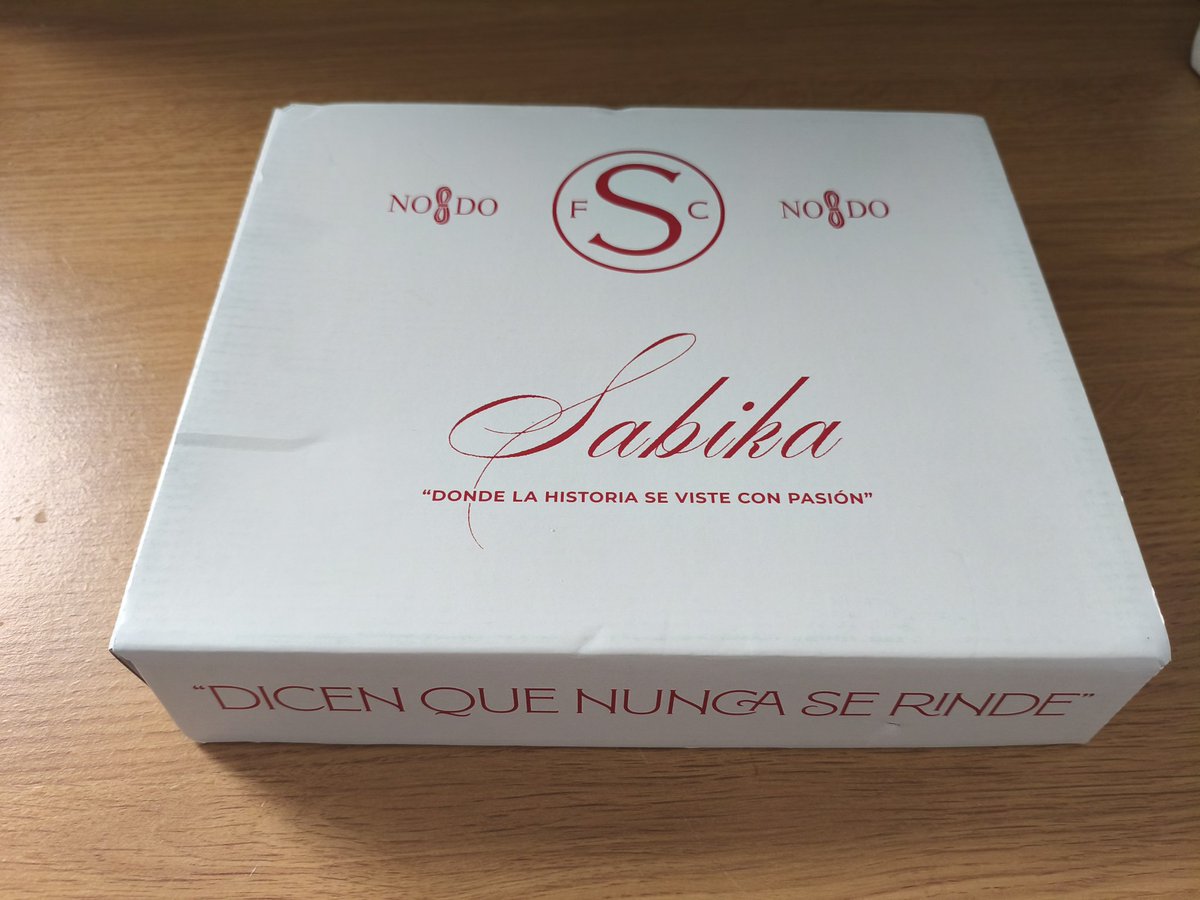 NO8DO
F S C
NO8DO
Sabika
“DONDE LA HISTORIA SE VISTE CON PASIÓN”
“DICEN QUE NUNCA SE RINDE”